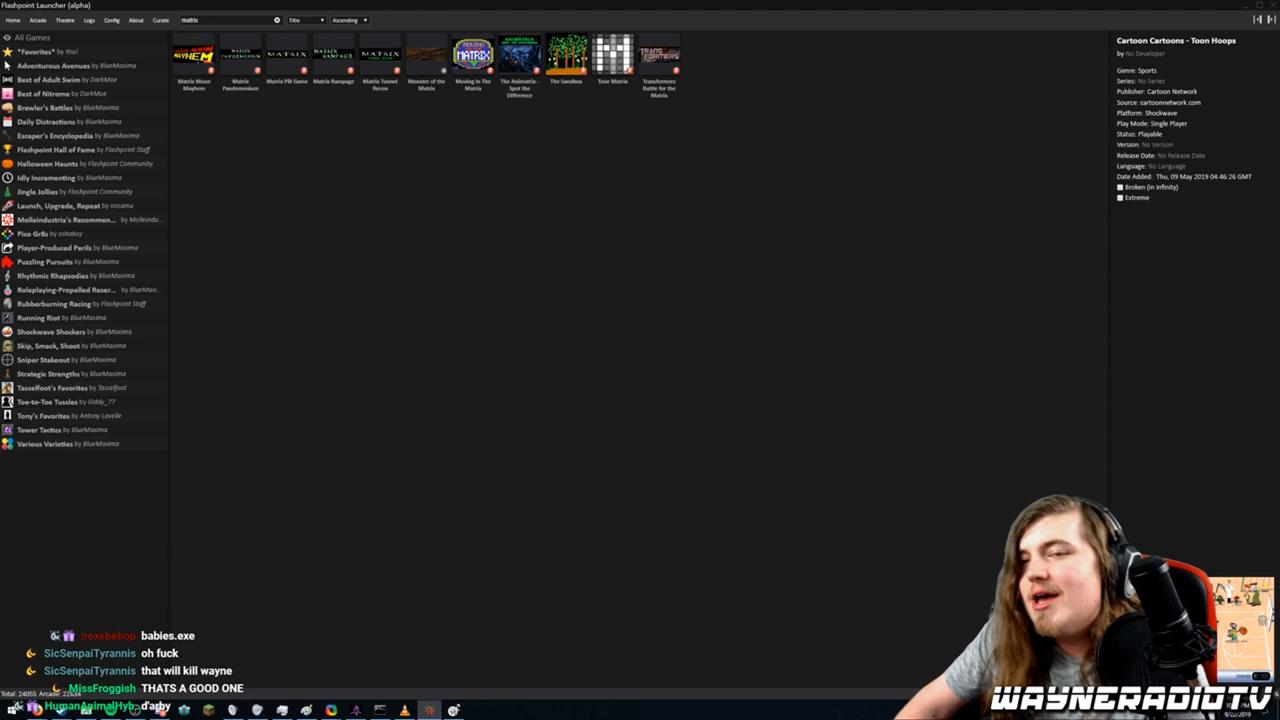 Flashpoint Launcher (alpha)
Home Arcade Theatre Logs Config About Curate matrix Title Ascending
All Games
*Favorites* by You!
Adventurous Avenues by BlueMaxima
Best of Adult Swim by DarkMoe
Best of Nitrome by DarkMoe
Brawler's Battles by BlueMaxima
Daily Distractions by BlueMaxima
Escaper's Encyclopedia by BlueMaxima
Flashpoint Hall of Fame by Flashpoint Staff
Halloween Haunts by Flashpoint Community
Idly Incrementing by BlueMaxima
Jingle Jollies by Flashpoint Community
Launch, Upgrade, Repeat by nosamu
Molleindustria's Recommen... by Molleindu...
Pico Gr8s by oshaboy
Player-Produced Perils by BlueMaxima
Puzzling Pursuits by BlueMaxima
Rhythmic Rhapsodies by BlueMaxima
Roleplaying-Propelled Reser... by BlueMaxi...
Rubberburning Racing by Flashpoint Staff
Running Riot by BlueMaxima
Shockwave Shockers by BlueMaxima
Skip, Smack, Shoot by BlueMaxima
Sniper Stakeout by BlueMaxima
Strategic Strengths by BlueMaxima
Tasselfoot's Favorites by Tasselfoot
Toe-to-Toe Tussles by Giddy_77
Tony's Favorites by Antony Lavelle
Tower Tactics by BlueMaxima
Various Varieties by BlueMaxima
Matrix Moon Mayhem
Matrix Pandemonium
Matrix PBI Game
Matrix Rampage
Matrix Tunnel Recon
Monster of the Matrix
Moving In The Matrix
The Animatrix - Spot the Difference
The Sandbox
Tone Matrix
Transformers Battle for the Matrix
Cartoon Cartoons - Toon Hoops
by No Developer
Genre: Sports
Series: No Series
Publisher: Cartoon Network
Source: cartoonnetwork.com
Platform: Shockwave
Play Mode: Single Player
Status: Playable
Version: No Version
Release Date: No Release Date
Language: No Language
Date Added: Thu, 09 May 2019 04:46:26 GMT
Broken (in Infinity)
Extreme
noxebebop babies.exe
SicSenpaiTyrannis oh fuck
SicSenpaiTyrannis that will kill wayne
MissFroggish THATS A GOOD ONE
HumanAnimalHyb_ d'arby
Total: 24055 Arcade:
WAYNERADIOTV
9/22/2019